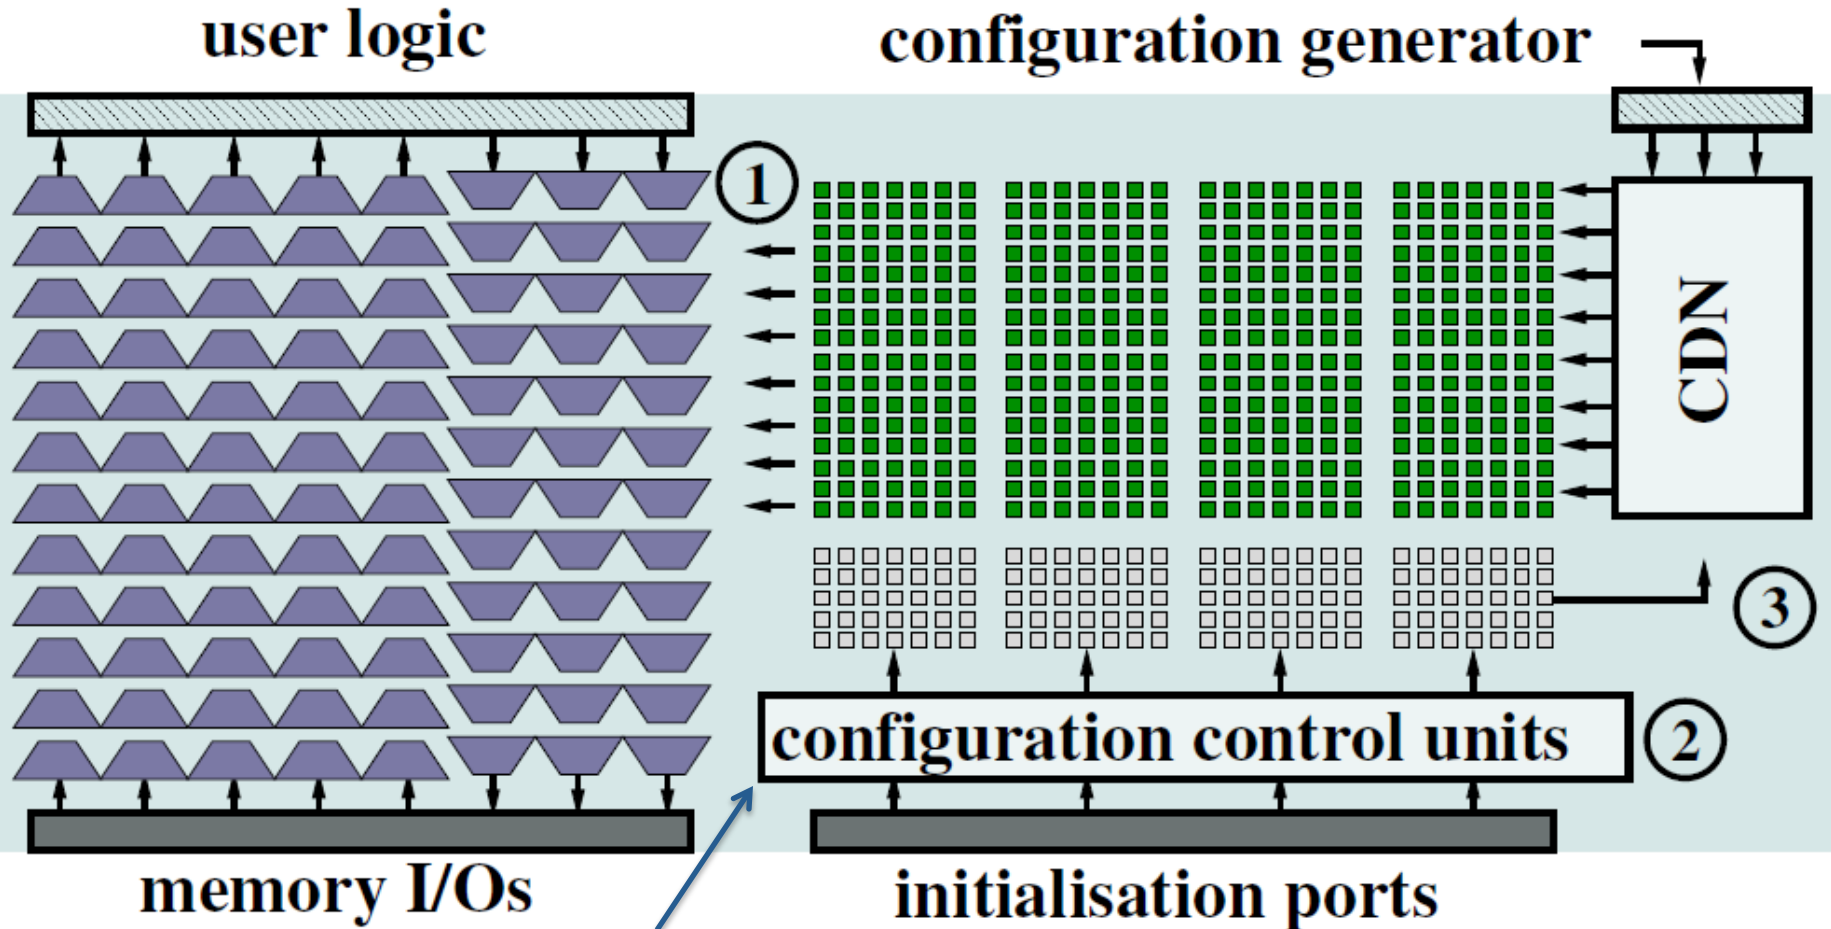 user logic
configuration generator
1
CDN
3
configuration control units
2
memory I/Os
initialisation ports